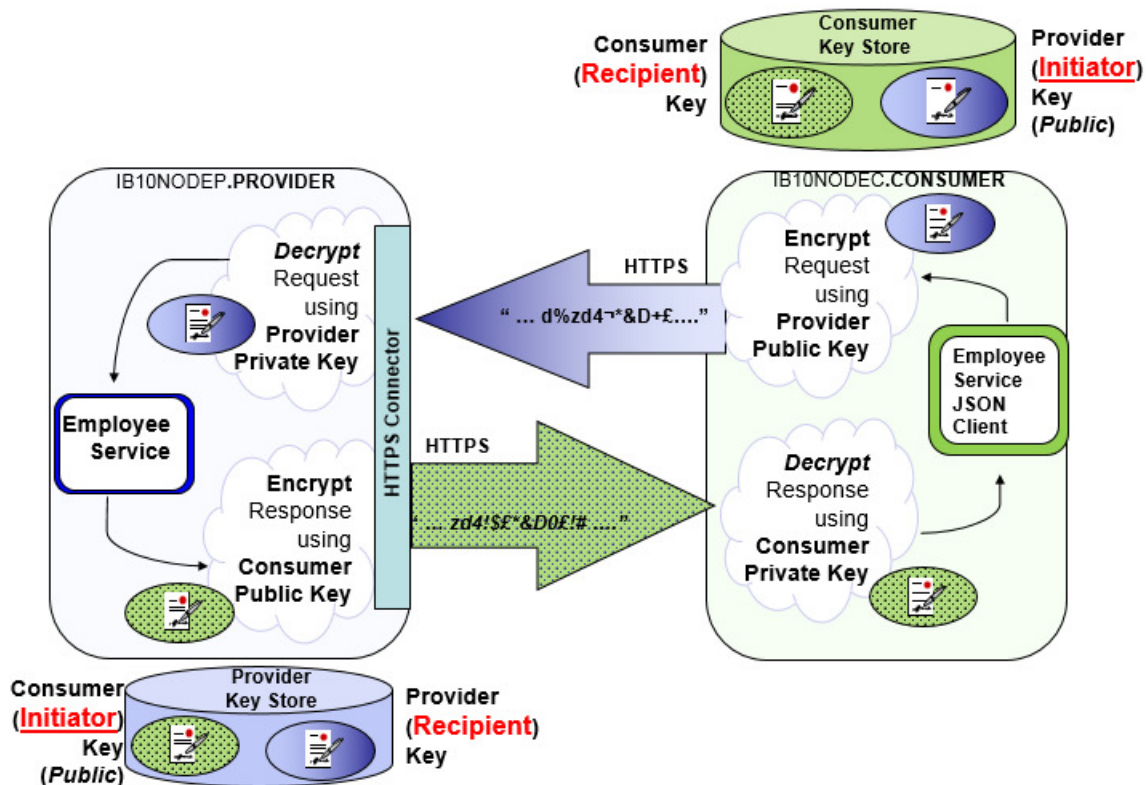 Consumer
(Recipient)
Key
Consumer
Key Store
Provider
(Initiator)
Key
(Public)
IB10NODEP.PROVIDER
Decrypt
Request
using
Provider
Private Key
Employee
Service
Encrypt
Response
using
Consumer
Public Key
HTTPS Connector
HTTPS
“ ... d%zd4¬*&D+£....”
HTTPS
“ ... zd4!$£*&D0£!# ....”
IB10NODEC.CONSUMER
Encrypt
Request
using
Provider
Public Key
Employee
Service
JSON
Client
Decrypt
Response
using
Consumer
Private Key
Consumer
(Initiator)
Key
(Public)
Provider
Key Store
Provider
(Recipient)
Key